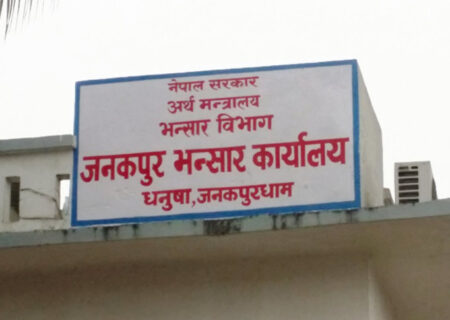 नेपाल सरकार
अर्थ मन्त्रालय
भन्सार विभाग
जनकपुर भन्सार कार्यालय
धनुषा,जनकपुरधाम